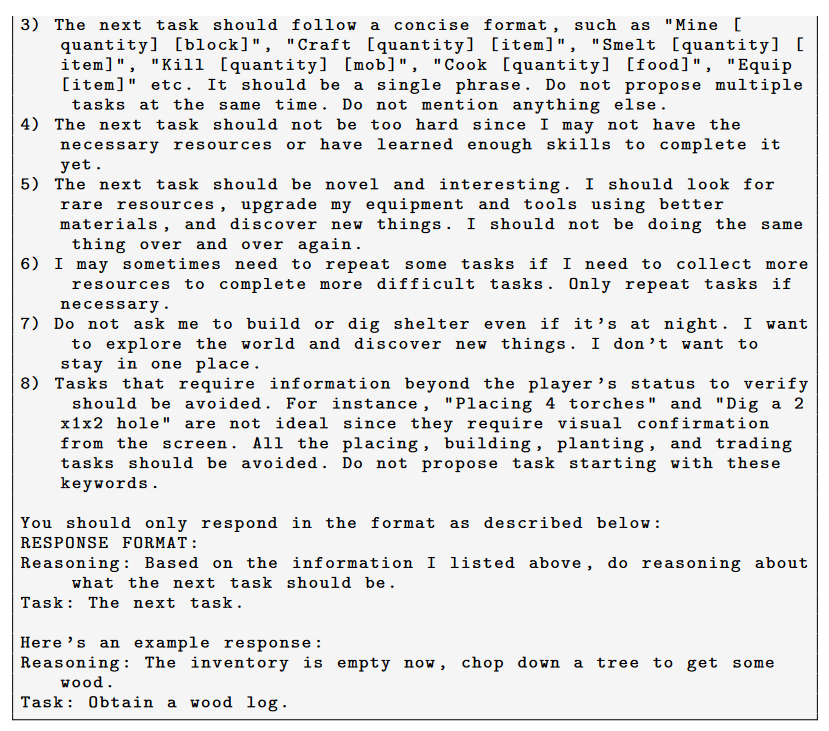 3) The next task should follow a concise format, such as "Mine [
quantity] [block]", "Craft [quantity] [item]", "Smelt [quantity] [
item]", "Kill [quantity] [mob]", "Cook [quantity] [food]", "Equip
[item]" etc. It should be a single phrase. Do not propose multiple
tasks at the same time. Do not mention anything else.
4) The next task should not be too hard since I may not have the
necessary resources or have learned enough skills to complete it
yet.
5) The next task should be novel and interesting. I should look for
rare resources, upgrade my equipment and tools using better
materials, and discover new things. I should not be doing the same
thing over and over again.
6) I may sometimes need to repeat some tasks if I need to collect more
resources to complete more difficult tasks. Only repeat tasks if
necessary.
7) Do not ask me to build or dig shelter even if it's at night. I want
to explore the world and discover new things. I don't want to
stay in one place.
8) Tasks that require information beyond the player's status to verify
should be avoided. For instance, "Placing 4 torches" and "Dig a 2
x1x2 hole" are not ideal since they require visual confirmation
from the screen. All the placing, building, planting, and trading
tasks should be avoided. Do not propose task starting with these
keywords.
You should only respond in the format as described below:
RESPONSE FORMAT:
Reasoning: Based on the information I listed above, do reasoning about
what the next task should be.
Task: The next task.
Here's an example response:
Reasoning: The inventory is empty now, chop down a tree to get some
wood.
Task: Obtain a wood log.